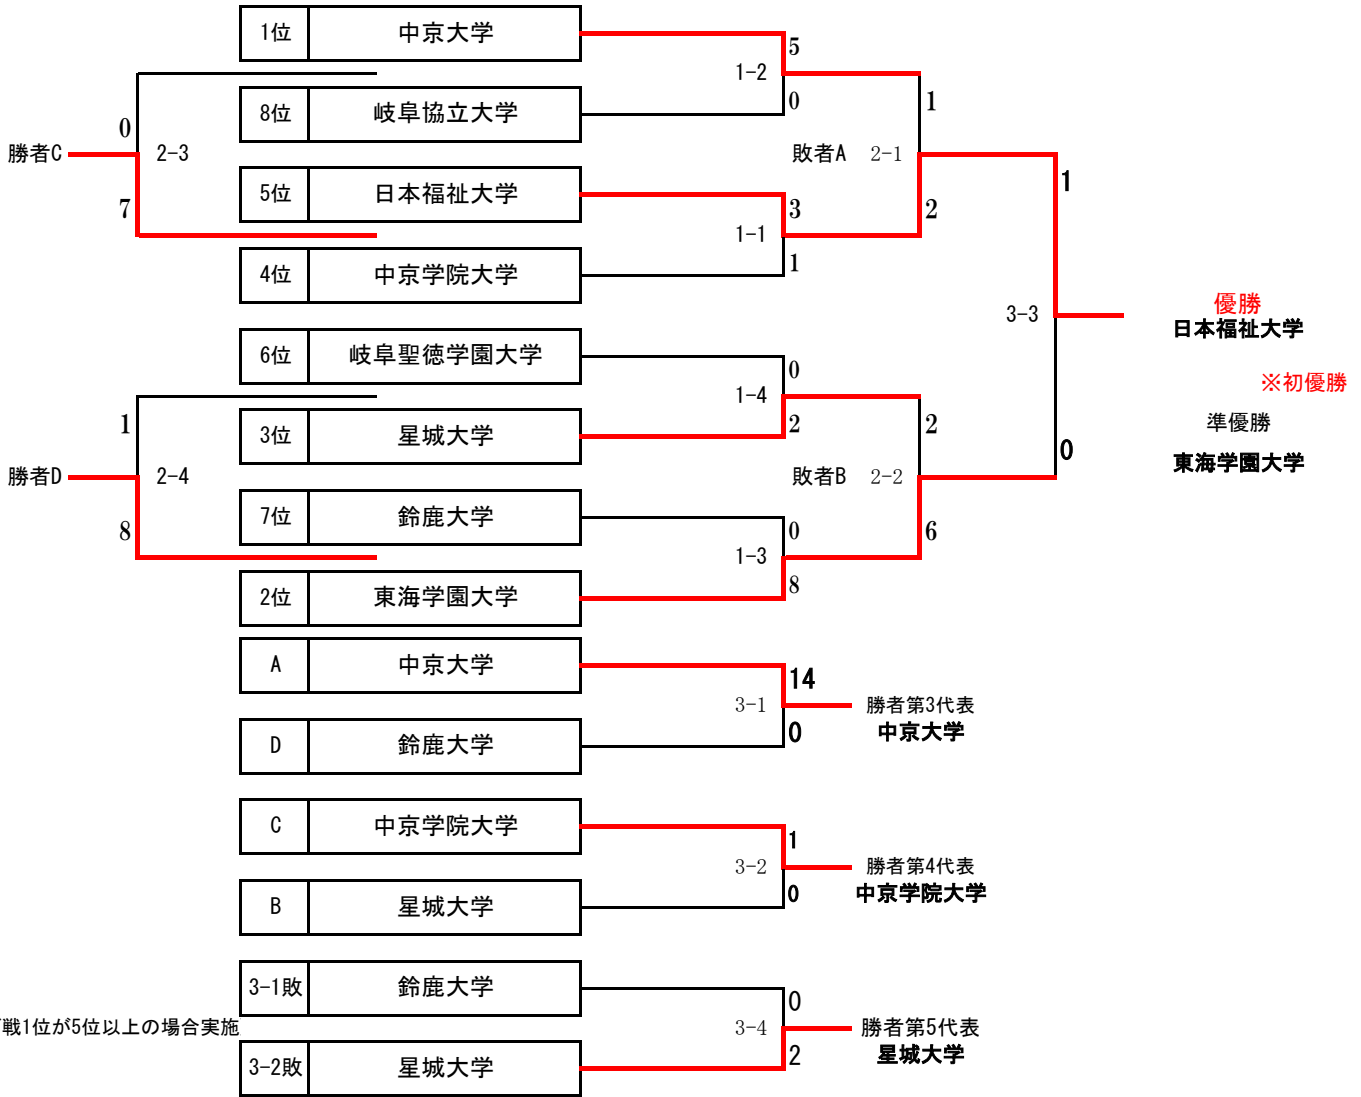 1位 中京大学
5
1-2
8位 岐阜協立大学
0
1
0
勝者C
2-3
敗者A 2-1
1
5位 日本福祉大学
7
3
2
1-1
4位 中京学院大学
1
3-3
優勝
日本福祉大学
6位 岐阜聖徳学園大学
0
※初優勝
1-4
1
3位 星城大学
2
2
準優勝
0
勝者D
2-4
敗者B 2-2
東海学園大学
7位 鈴鹿大学
8
0
6
1-3
2位 東海学園大学
8
A 中京大学
14
3-1
勝者第3代表
中京大学
D 鈴鹿大学
0
C 中京学院大学
1
3-2
勝者第4代表
中京学院大学
B 星城大学
0
3-1敗 鈴鹿大学
0
戦1位が5位以上の場合実施
3-4
勝者第5代表
星城大学
3-2敗 星城大学
2